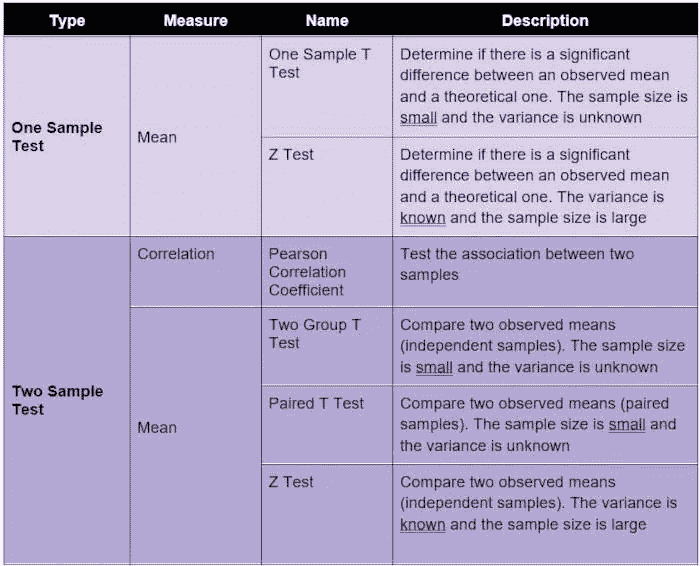 Type Measure Name Description
One Sample Test
Mean
One Sample T
Test
Determine if there is a significant
difference between an observed mean
and a theoretical one. The sample size is
small and the variance is unknown
Z Test
Determine if there is a significant
difference between an observed mean
and a theoretical one. The variance is
known and the sample size is large
Two Sample
Test
Correlation
Pearson
Correlation
Coefficient
Test the association between two
samples
Mean
Two Group T
Test
Compare two observed means
(independent samples). The sample size
is small and the variance is unknown
Paired T Test
Compare two observed means (paired
samples). The sample size is small and
the variance is unknown
Z Test
Compare two observed means
(independent samples). The variance is
known and the sample size is large